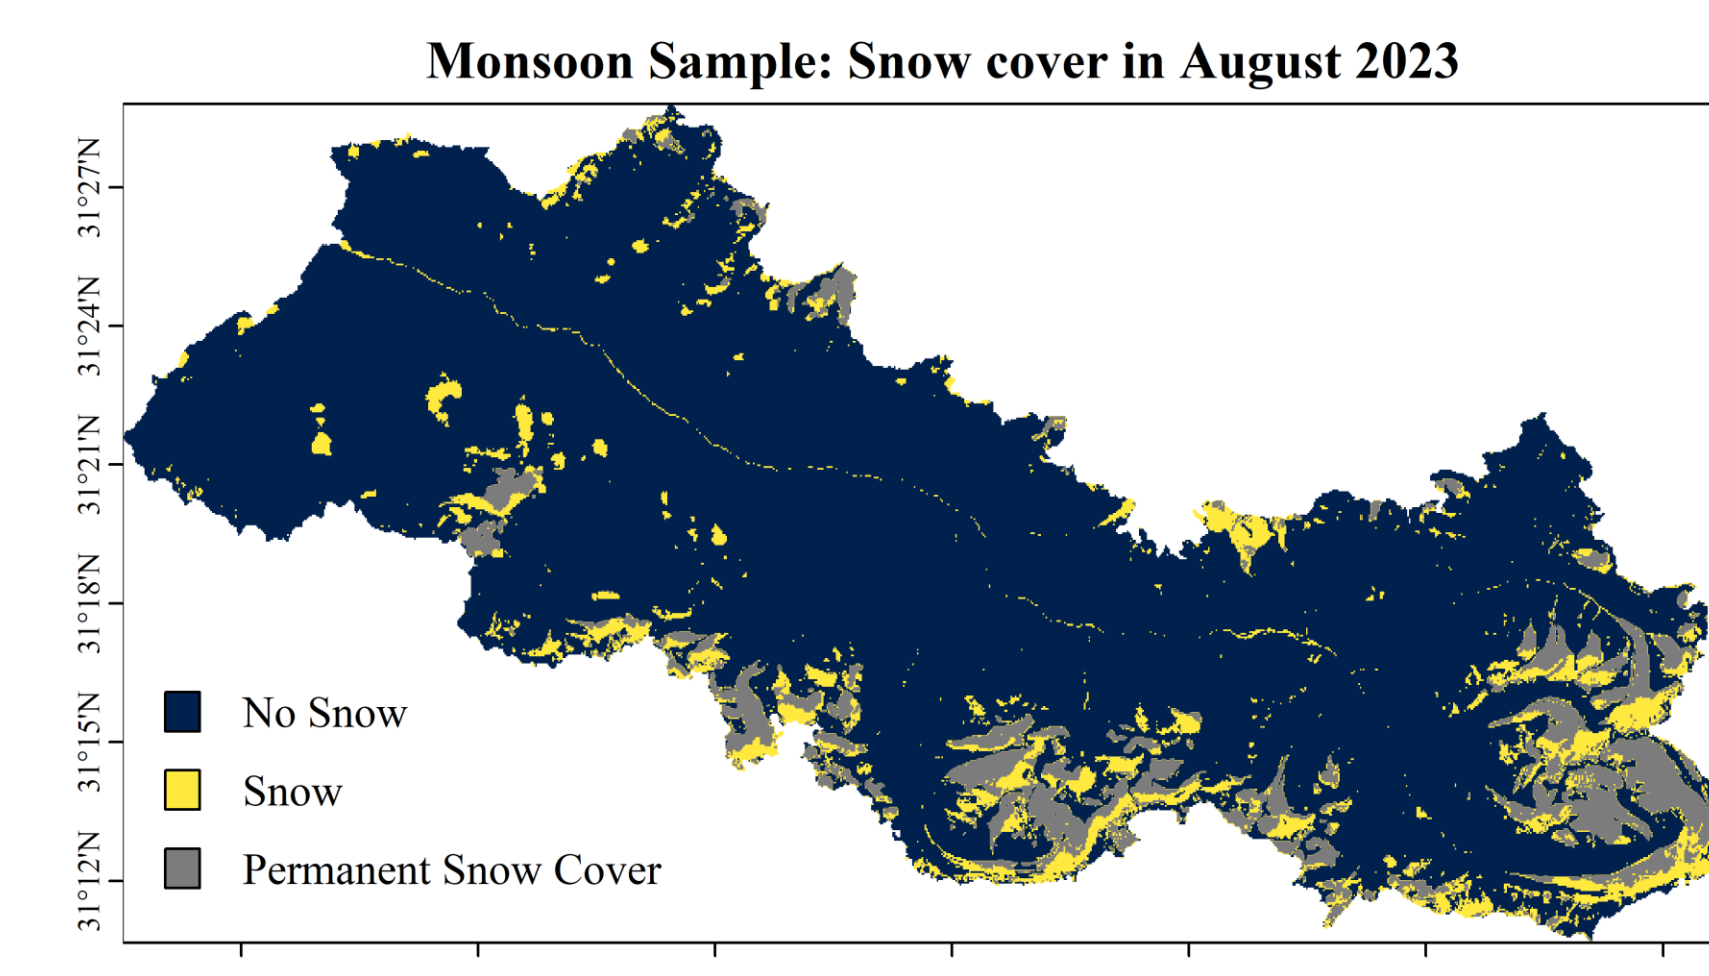 Monsoon Sample: Snow cover in August 2023
31°27'N
31°24'N
31°21'N
31°18'N
31°15'N
31°12'N
No Snow
Snow
Permanent Snow Cover